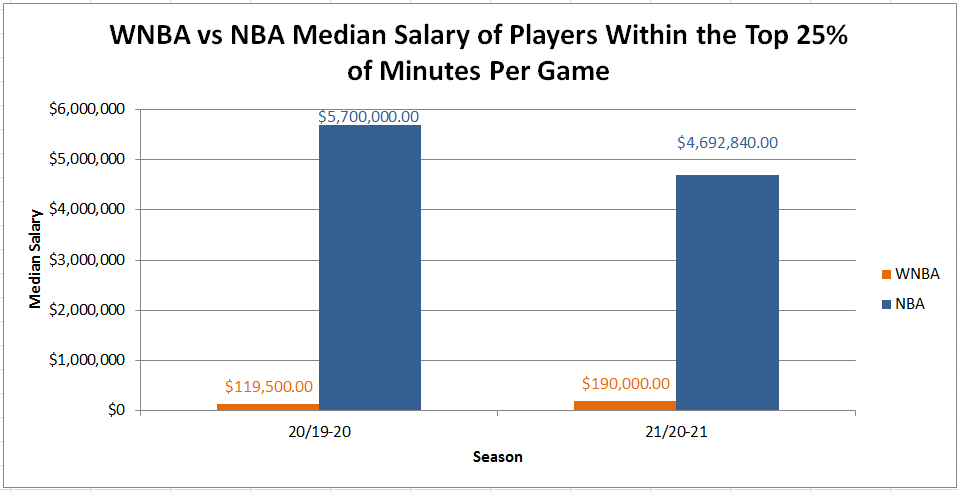 WNBA vs NBA Median Salary of Players Within the Top 25%
of Minutes Per Game
$6,000,000
$5,000,000
$4,000,000
$3,000,000
$2,000,000
$1,000,000
$0
Median Salary
$5,700,000.00
$4,692,840.00
$119,500.00
$190,000.00
WNBA
NBA
20/19-20
21/20-21
Season